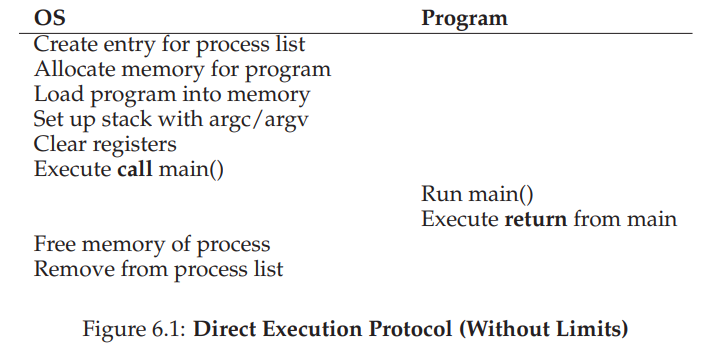 OS Program
Create entry for process list
Allocate memory for program
Load program into memory
Set up stack with argc/argv
Clear registers
Execute call main()
Run main()
Execute return from main
Free memory of process
Remove from process list
Figure 6.1: Direct Execution Protocol (Without Limits)